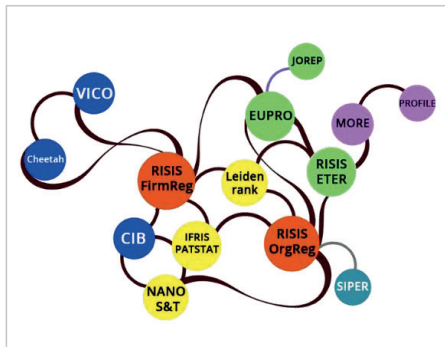 JOREP
VICO
EUPRO
MORE
PROFILE
Cheetah
RISIS
FirmReg
Leiden
rank
RISIS
ETER
CIB
IFRIS
PATSTAT
RISIS
OrgReg
NANO
S&T
SIPER